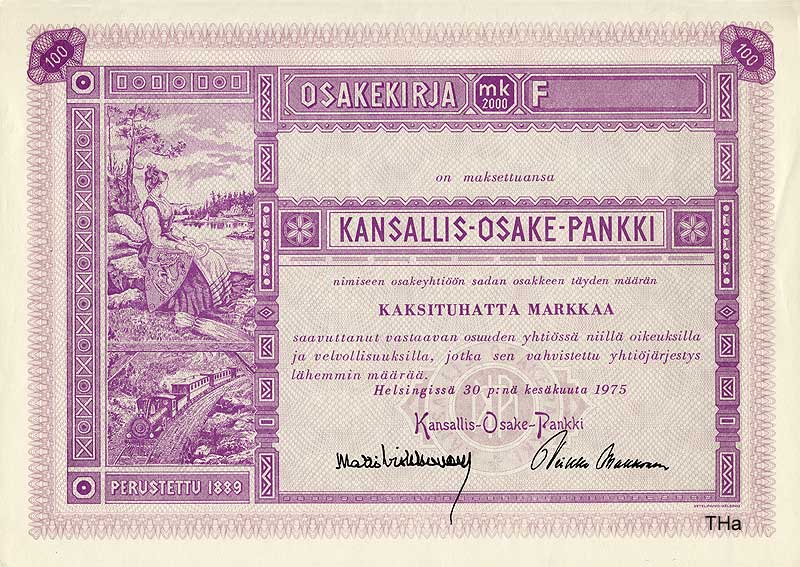 100
100
OSAKEKIRJA mk 2000 F
on maksettuansa
KANSALLIS-OSAKE-PANKKI
nimiseen osakeyhtiöön sadan osakkeen täyden määrän
KAKSITUHATTA MARKKAA
saavuttanut vastaavan osuuden yhtiössä niillä oikeuksilla
ja velvollisuuksilla, jotka sen vahvistettu yhtiöjärjestys
lähemmin määrää.
Helsingissä 30 p:nä kesäkuuta 1975
Kansallis-Osake-Pankki
PERUSTETTU 1889
THa